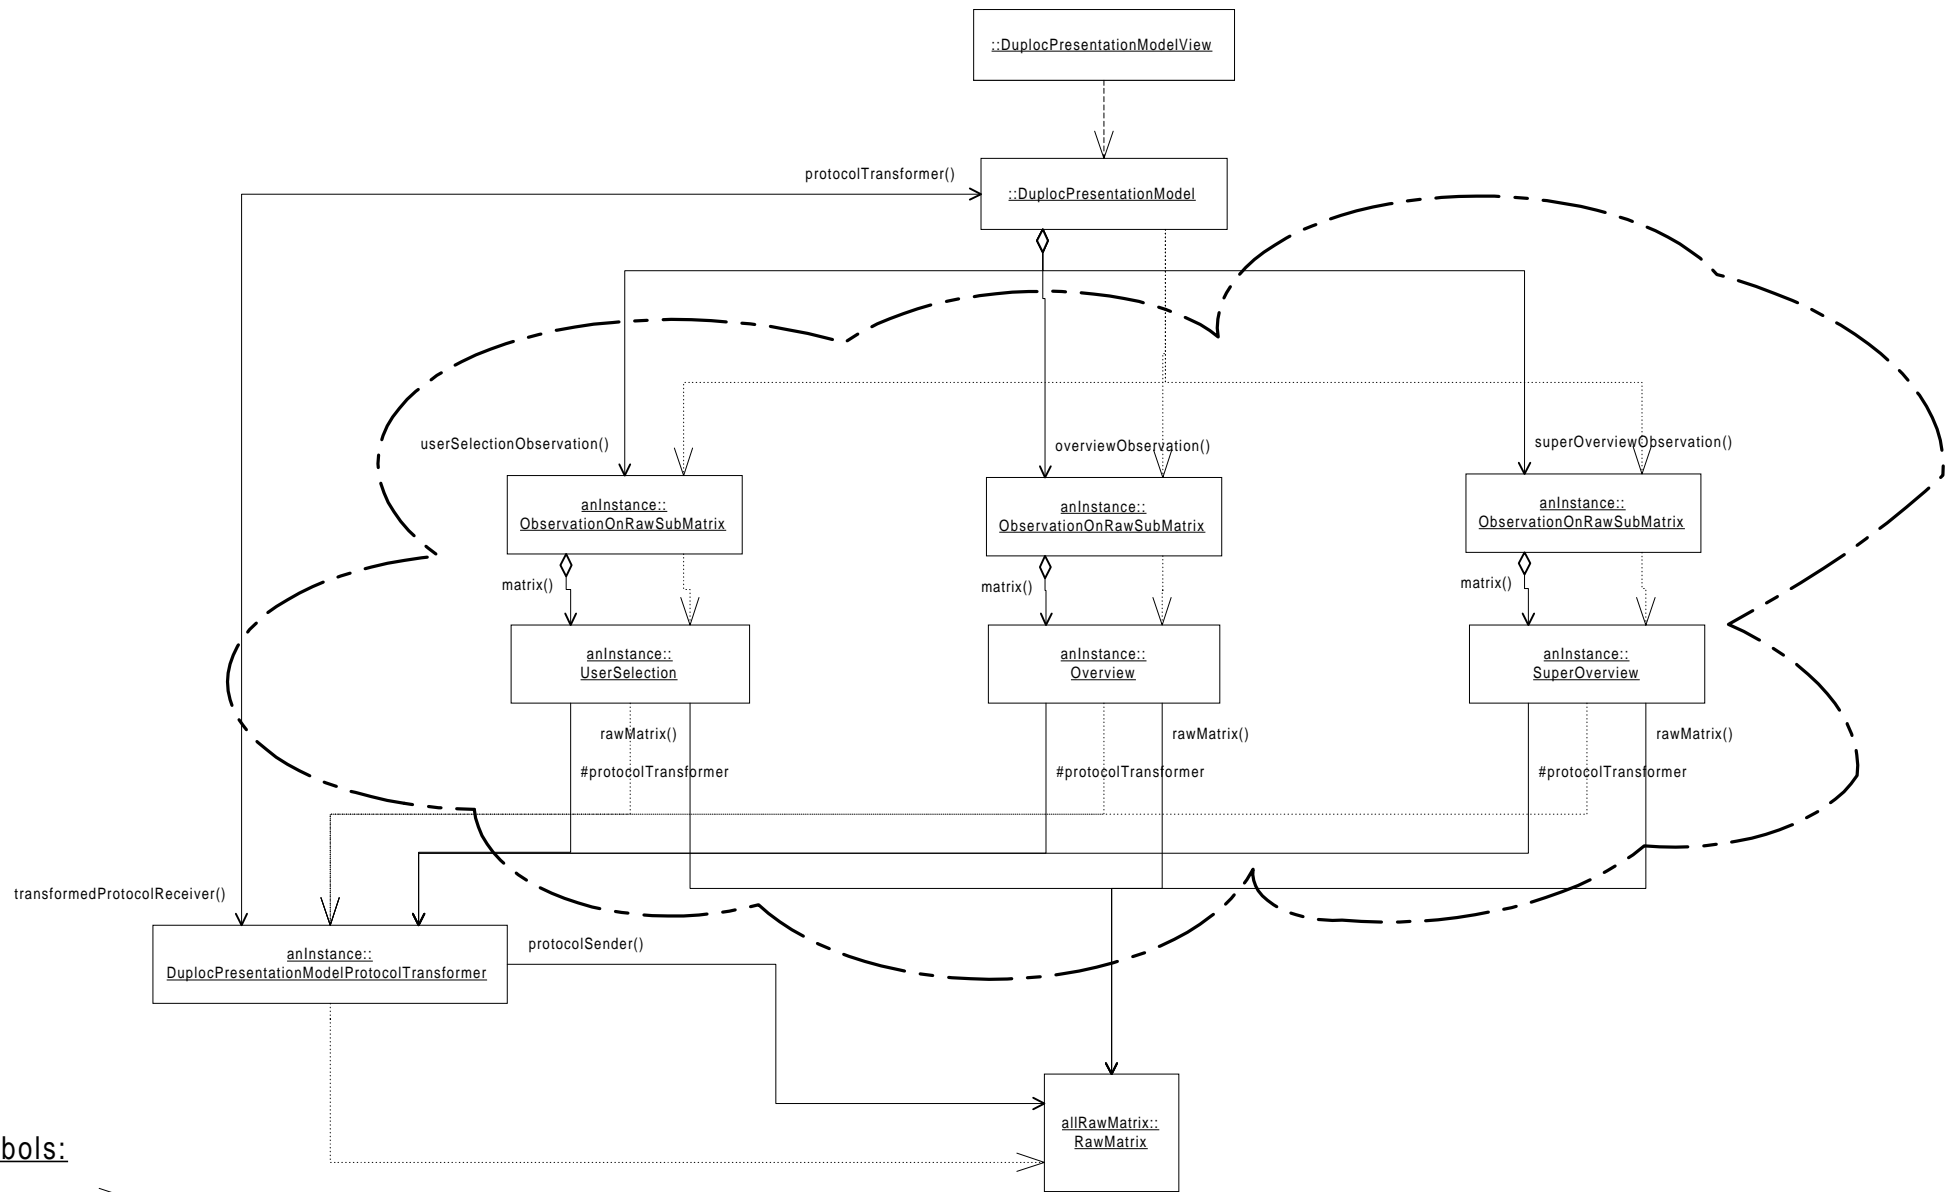 ::DuplocPresentationModelView
protocolTransformer()
::DuplocPresentationModel
userSelectionObservation()
overviewObservation()
superOverviewObservation()
anInstance::
ObservationOnRawSubMatrix
anInstance::
ObservationOnRawSubMatrix
anInstance::
ObservationOnRawSubMatrix
matrix()
matrix()
matrix()
anInstance::
UserSelection
anInstance::
Overview
anInstance::
SuperOverview
rawMatrix()
rawMatrix()
rawMatrix()
#protocolTransformer
#protocolTransformer
#protocolTransformer
transformedProtocolReceiver()
protocolSender()
anInstance::
DuplocPresentationModelProtocolTransformer
allRawMatrix::
RawMatrix
bols: